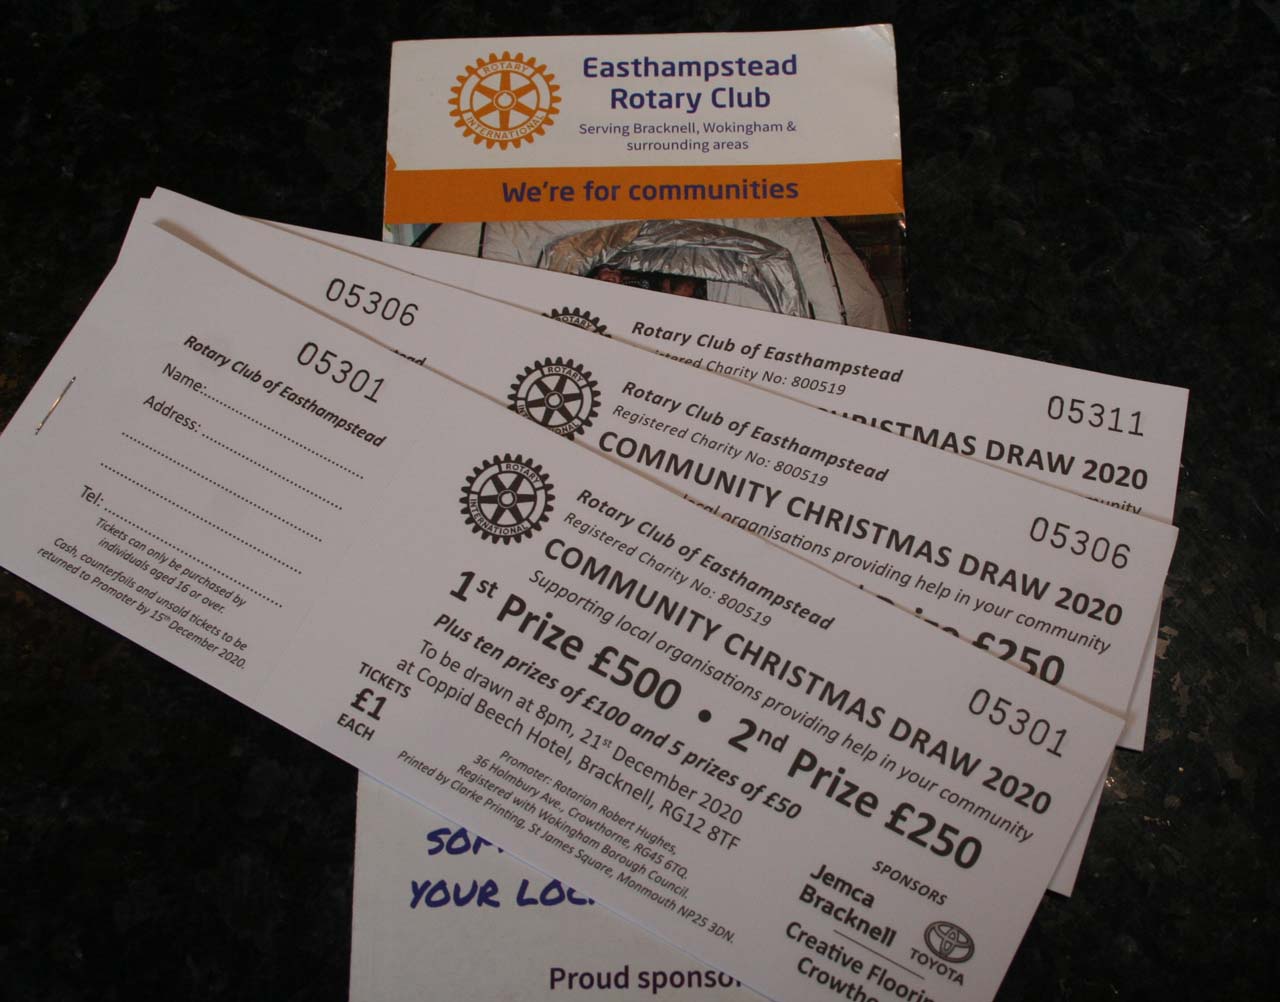 ROTARY
INTERNATIONAL
Easthampstead
Rotary Club
Serving Bracknell, Wokingham &
surrounding areas
We're for communities
ROTARY
Rotary Club of Easthampstead
Charity No: 800519
05311
CHRISTMAS DRAW 2020
05306
ROTARY
Rotary Club of Easthampstead
Registered Charity No: 800519
05306
COMMUNITY CHRISTMAS DRAW 2020
local organisations providing help in your community
£250
05301
Rotary Club of Easthampstead
Name:
Address:
Tel:
Tickets can only be purchased by
individuals aged 16 or over.
Cash, counterfoils and unsold tickets to be
returned to Promoter by 15th December 2020.
ROTARY
INTERNATIONAL
Rotary Club of Easthampstead
Registered Charity No: 800519
05301
COMMUNITY CHRISTMAS DRAW 2020
Supporting local organisations providing help in your community
1st Prize £500 • 2nd Prize £250
Plus ten prizes of £100 and 5 prizes of £50
To be drawn at 8pm, 21st December 2020
at Coppid Beech Hotel, Bracknell, RG12 8TF
TICKETS
£1
EACH
Promoter: Rotarian Robert Hughes,
36 Holmbury Ave., Crowthorne, RG45 6TQ.
Registered with Wokingham Borough Council.
Printed by Clarke Printing, St James Square, Monmouth NP25 3DN.
SPONSORS
Jemca
Bracknell
TOYOTA
Creative
YOUR
Proud